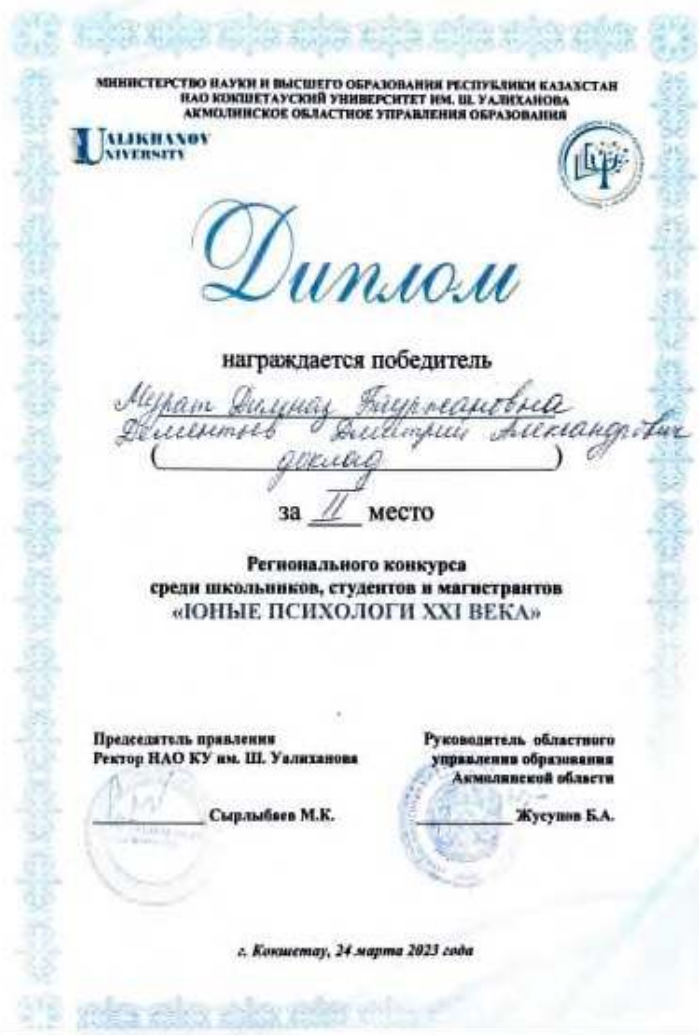 МИНИСТЕРСТВО НАУКИ И ВЫСШЕГО ОБРАЗОВАНИЯ РЕСПУБЛИКИ КАЗАХСТАН
НАО КОКШЕТАУСКИЙ УНИВЕРСИТЕТ ИМ. Ш. УАЛИХАНОВА
АКМОЛИНСКОЕ ОБЛАСТНОЕ УПРАВЛЕНИЯ ОБРАЗОВАНИЯ
UALIKHANOV
UNIVERSITY
Диплом
награждается победитель
Мурат Дильназ Бауржановна
Дементьев Дмитрий Александрович
(доклад)
за II место
Регионального конкурса
среди школьников, студентов и магистрантов
«ЮНЫЕ ПСИХОЛОГИ XXI ВЕКА»
Председатель правления
Ректор НАО КУ им. Ш. Уалиханова
Сырлыбаев М.К.
Руководитель областного
управления образования
Акмолинской области
Жусупов Б.А.
г. Кокшетау, 24 марта 2023 года